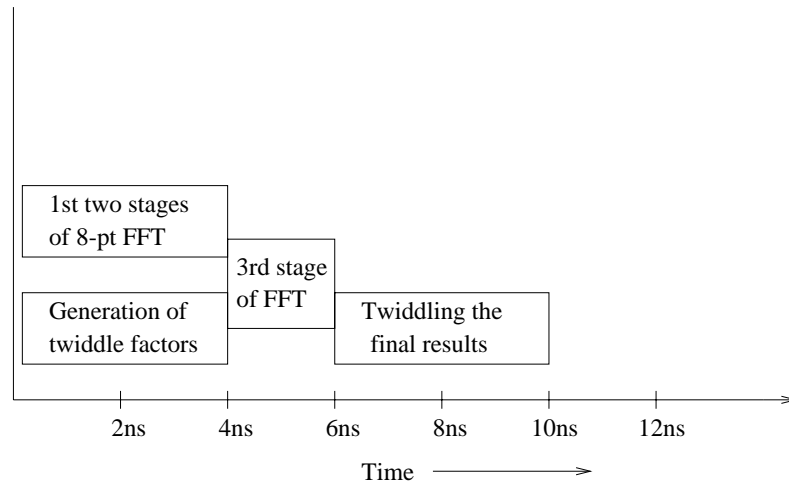 1st two stages
of 8-pt FFT
3rd stage
of FFT
Generation of
twiddle factors
Twiddling the
final results
2ns
4ns
6ns
8ns
10ns
12ns
Time